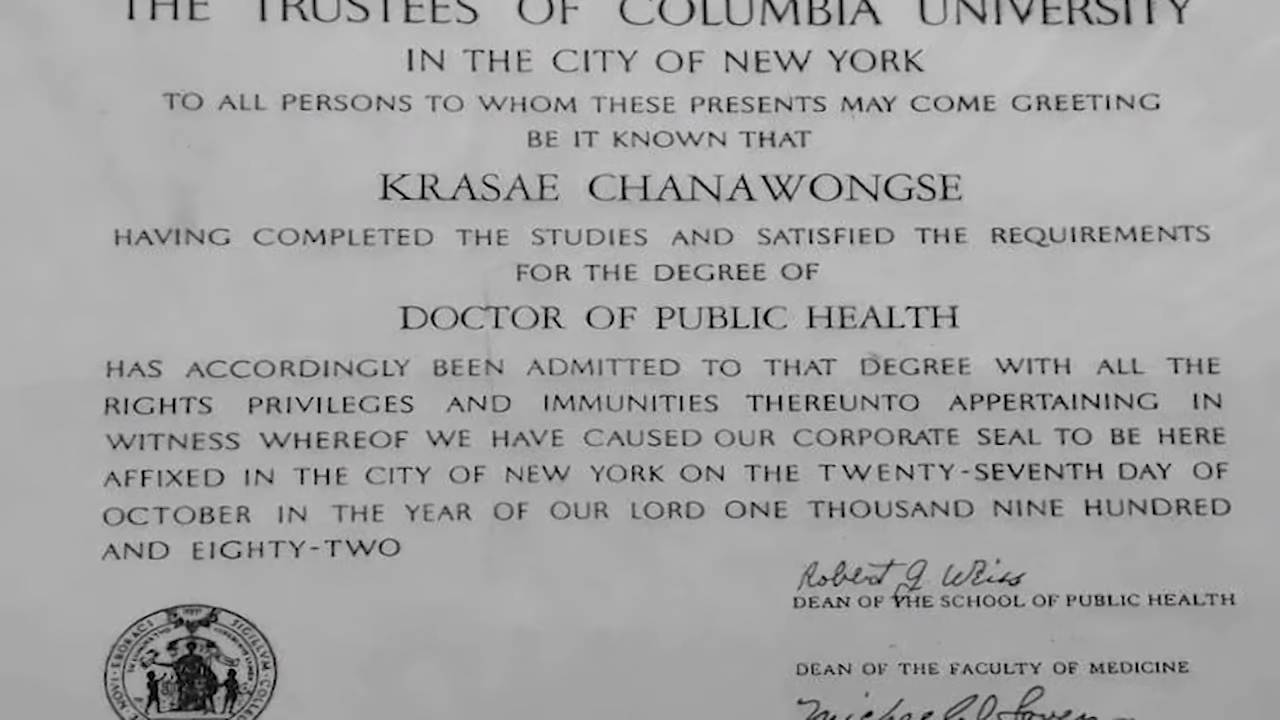 THE TRUSTEES OF COLUMBIA UNIVERSITY
IN THE CITY OF NEW YORK
TO ALL PERSONS TO WHOM THESE PRESENTS MAY COME GREETING
BE IT KNOWN THAT
KRASAE CHANAWONGSE
HAVING COMPLETED THE STUDIES AND SATISFIED THE REQUIREMENTS
FOR THE DEGREE OF
DOCTOR OF PUBLIC HEALTH
HAS ACCORDINGLY BEEN ADMITTED TO THAT DEGREE WITH ALL THE
RIGHTS PRIVILEGES AND IMMUNITIES THEREUNTO APPERTAINING IN
WITNESS WHEREOF WE HAVE CAUSED OUR CORPORATE SEAL TO BE HERE
AFFIXED IN THE CITY OF NEW YORK ON THE TWENTY-SEVENTH DAY OF
OCTOBER IN THE YEAR OF OUR LORD ONE THOUSAND NINE HUNDRED
AND EIGHTY-TWO
Robert J Weiss
DEAN OF THE SCHOOL OF PUBLIC HEALTH
DEAN OF THE FACULTY OF MEDICINE
NOVI EBORACI SIGILLVM